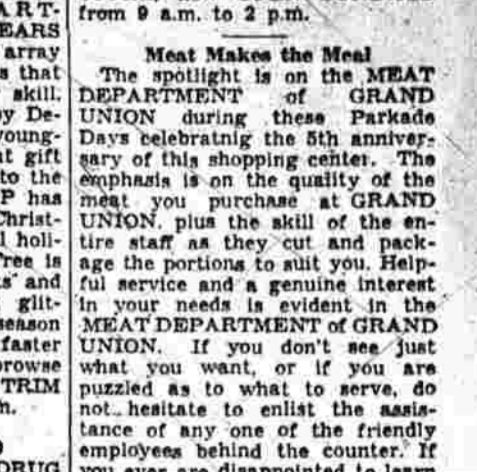 ART-
EARS
array
s that
skill.
y De-
young-
t gift
to the
P has
Christ-
l holi-
Tree is
s and
glit-
season
faster
browse
TRIM
h.
DRUG
from 9 a.m. to 2 p.m.
Meat Makes the Meal
The spotlight is on the MEAT
DEPARTMENT of GRAND
UNION during these Parkade
Days celebratnig the 5th anniver-
sary of this shopping center. The
emphasis is on the quality of the
meat you purchase at GRAND
UNION, plus the skill of the en-
tire staff as they cut and pack-
age the portions to suit you. Help-
ful service and a genuine interest
in your needs is evident in the
MEAT DEPARTMENT of GRAND
UNION. If you don't see just
what you want, or if you are
puzzled as to what to serve, do
not hesitate to enlist the assis-
tance of any one of the friendly
employees behind the counter. If
you ever are disappointed to learn